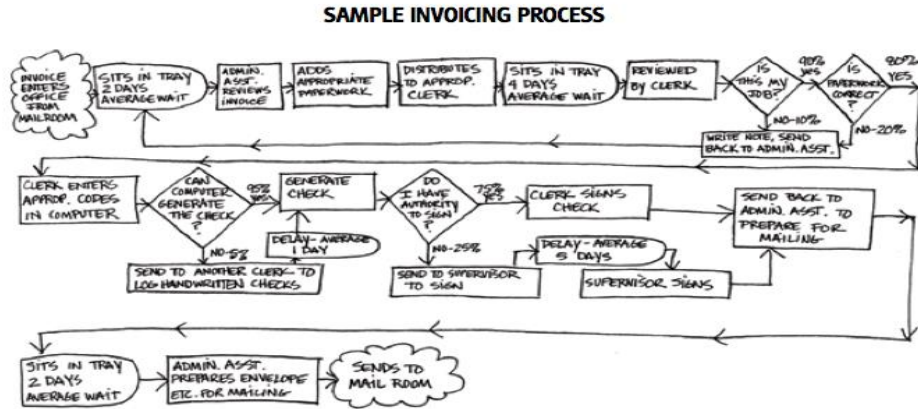 SAMPLE INVOICING PROCESS
INVOICE
ENTERS
OFFICE
FROM
MAILROOM
SITS IN TRAY
2 DAYS
AVERAGE WAIT
ADMIN.
ASST.
REVIEWS
INVOICE
ADDS
APPROPRIATE
PAPERWORK
DISTRIBUTES
TO APPROP.
CLERK
SITS IN TRAY
4 DAYS
AVERAGE WAIT
REVIEWED
BY CLERK
IS
THIS MY
JOB?
90%
yes
NO-10%
IS
PAPERWORK
CORRECT
?
80%
YES
NO-20%
WRITE NOTE, SEND
BACK TO ADMIN. ASST.
CLERK ENTERS
APPROP. CODES
IN COMPUTER
CAN
COMPUTER
GENERATE
THE CHECK
?
95%
yes
NO-5%
SEND TO ANOTHER CLERK TO
LOG HANDWRITTEN CHECKS
DELAY-AVERAGE
1 DAY
GENERATE
CHECK
DO
I HAVE
AUTHORITY
TO SIGN
?
75%
yes
NO-25%
CLERK SIGNS
CHECK
SEND TO SUPERVISOR
TO SIGN
DELAY-AVERAGE
5 DAYS
SUPERVISOR SIGNS
SEND BACK TO
ADMIN. ASST. TO
PREPARE FOR
MAILING
SITS IN TRAY
2 DAYS
AVERAGE WAIT
ADMIN. ASST.
PREPARES ENVELOPE
ETC. FOR MAILING
SENDS TO
MAIL ROOM